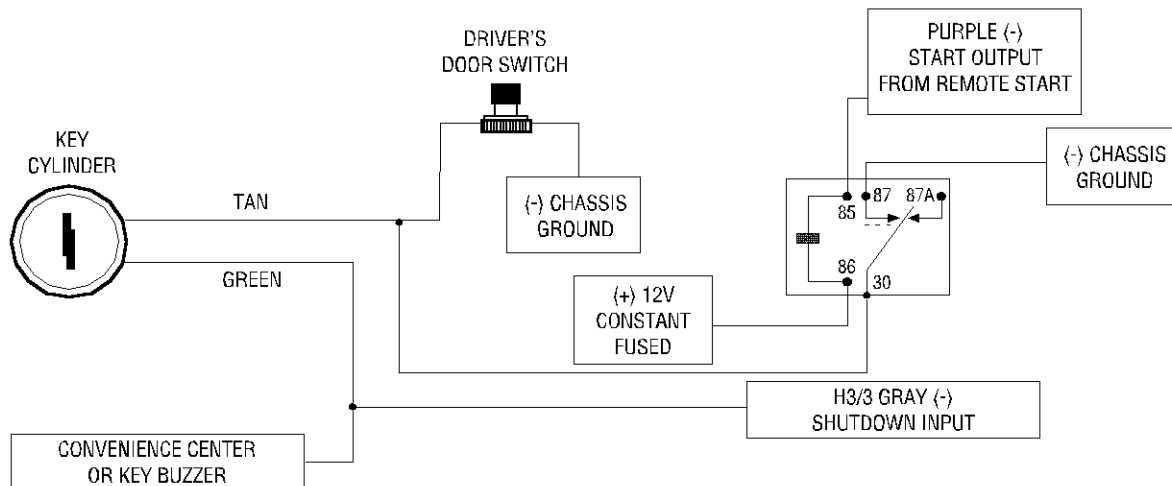 PURPLE (-)
START OUTPUT
FROM REMOTE START
DRIVER'S
DOOR SWITCH
KEY
CYLINDER
(-) CHASSIS
GROUND
TAN
(-) CHASSIS
GROUND
87
87A
85
86
30
GREEN
(+) 12V
CONSTANT
FUSED
H3/3 GRAY (-)
SHUTDOWN INPUT
CONVENIENCE CENTER
OR KEY BUZZER